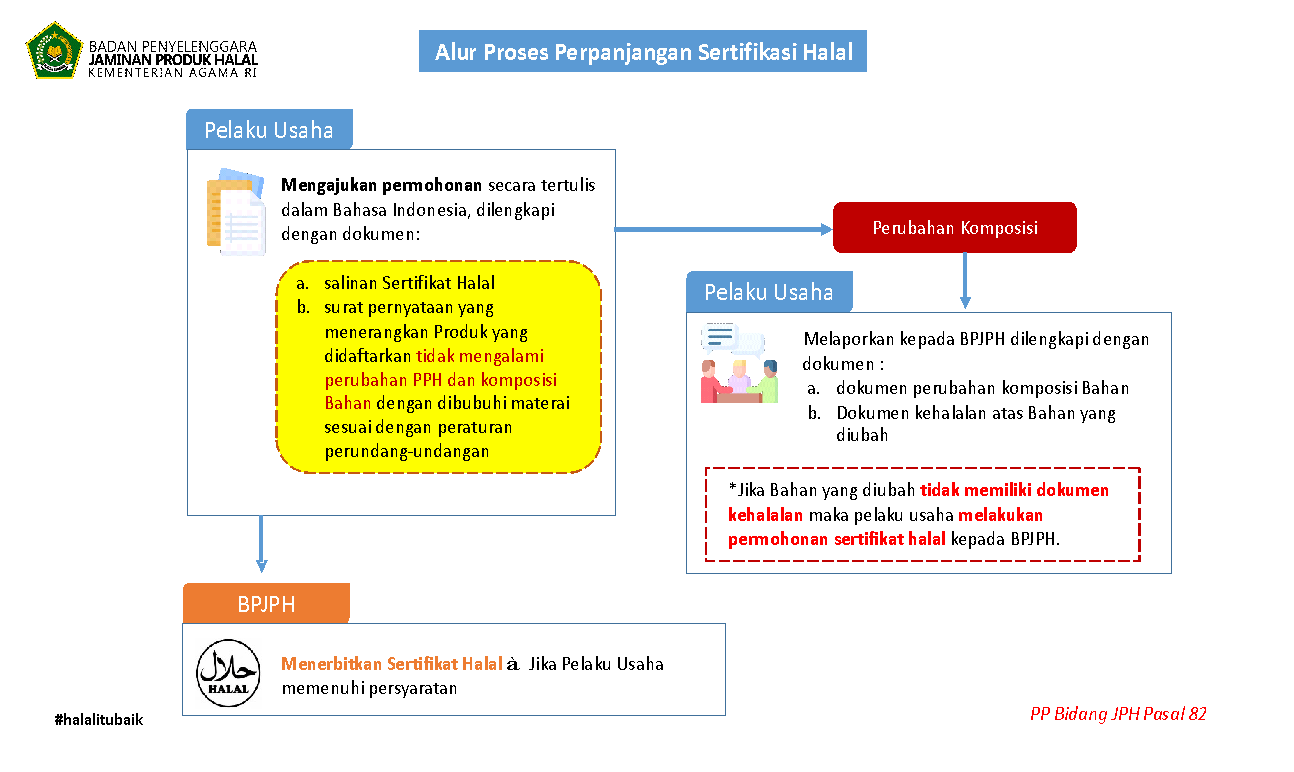 BADAN PENYELENGGARA
JAMINAN PRODUK HALAL
KEMENTERIAN AGAMA RI
Alur Proses Perpanjangan Sertifikasi Halal
Pelaku Usaha
Mengajukan permohonan secara tertulis
dalam Bahasa Indonesia, dilengkapi
dengan dokumen:
a. salinan Sertifikat Halal
b. surat pernyataan yang
menerangkan Produk yang
didaftarkan tidak mengalami
perubahan PPH dan komposisi
Bahan dengan dibubuhi materai
sesuai dengan peraturan
perundang-undangan
Perubahan Komposisi
Pelaku Usaha
Melaporkan kepada BPJPH dilengkapi dengan
dokumen :
a. dokumen perubahan komposisi Bahan
b. Dokumen kehalalan atas Bahan yang
diubah
*Jika Bahan yang diubah tidak memiliki dokumen
kehalalan maka pelaku usaha melakukan
permohonan sertifikat halal kepada BPJPH.
BPJPH
حلال
HALAL
Menerbitkan Sertifikat Halal à Jika Pelaku Usaha
memenuhi persyaratan
#halalitubaik
PP Bidang JPH Pasal 82